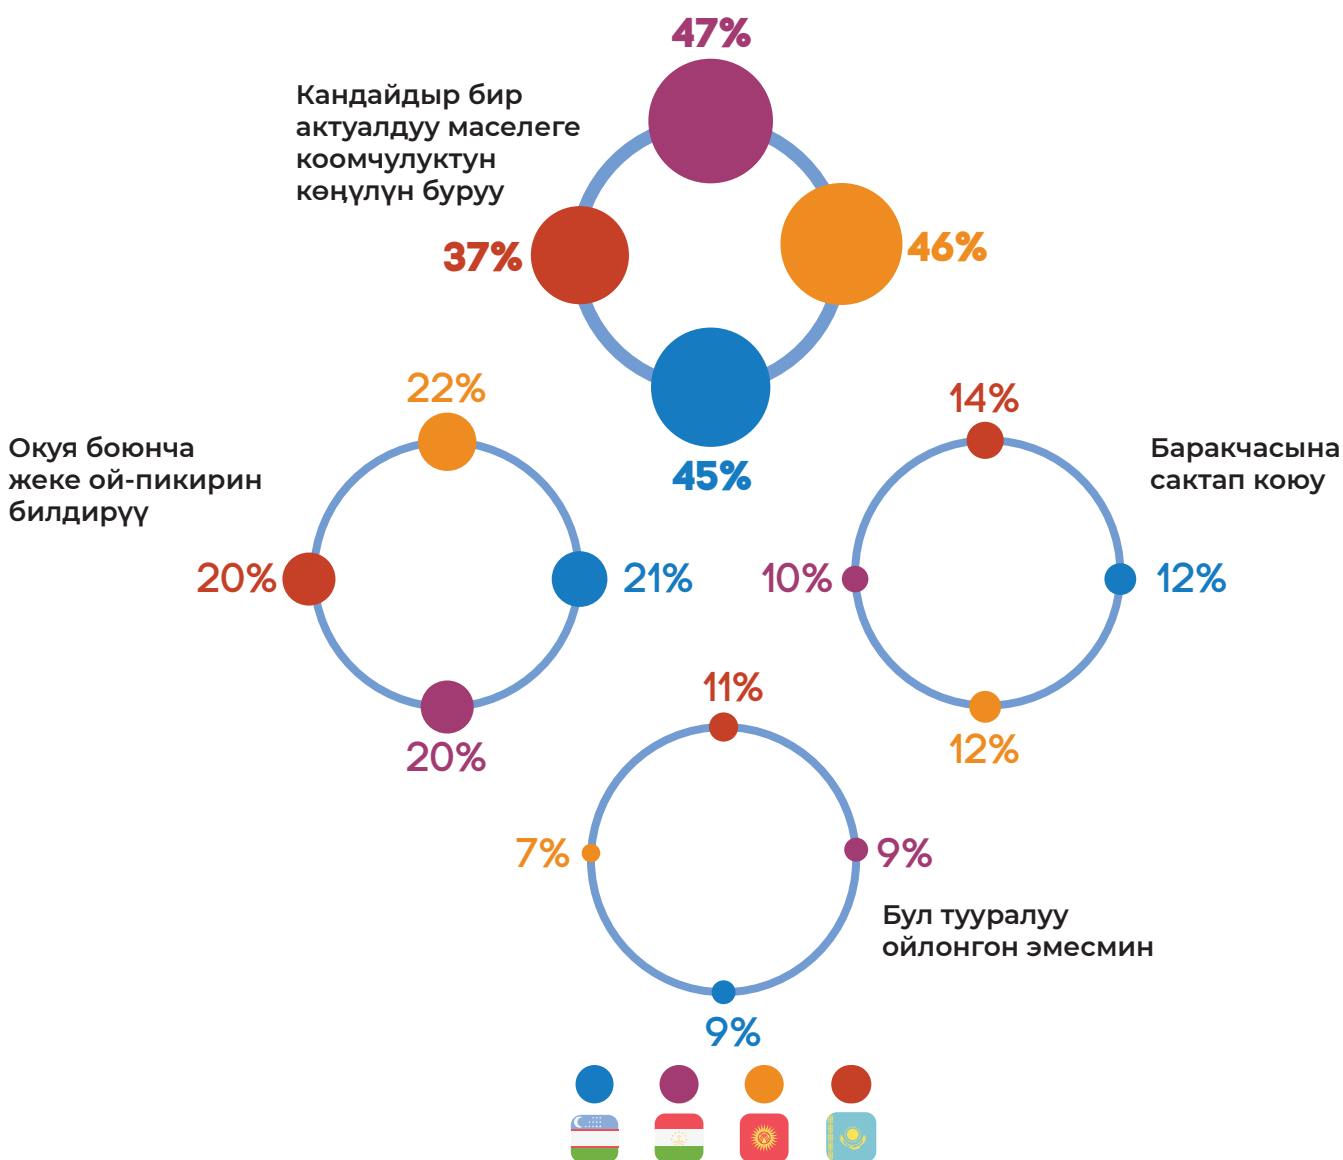 47%
Кандайдыр бир
актуалдуу маселеге
коомчулуктун
көңүлүн буруу
37%
46%
45%
22%
Окуя боюнча
жеке ой-пикирин
билдирүү
20%
21%
20%
14%
Баракчасына
сактап коюу
10%
12%
12%
11%
7%
9%
Бул тууралуу
ойлонгон эмесмин
9%